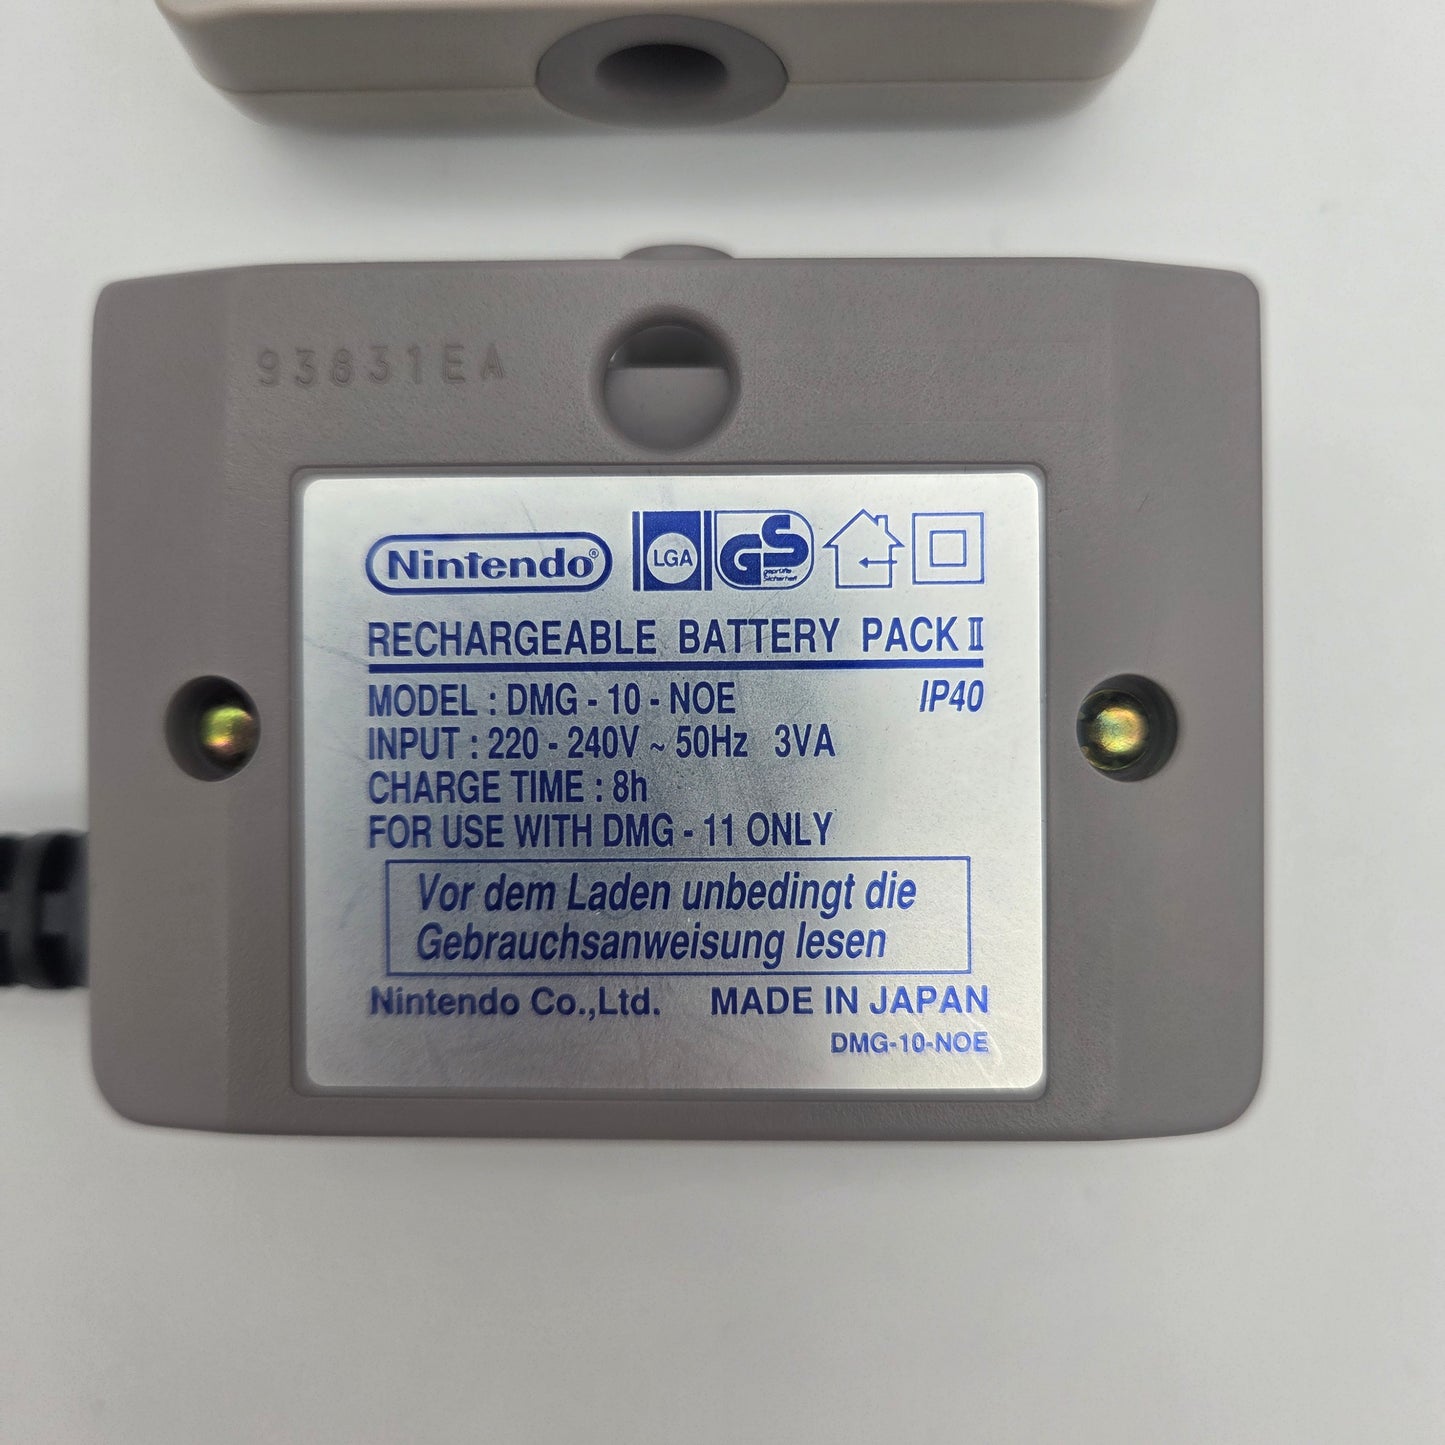 93831EA
Nintendo®
LGA
GS
geprüfte
Sicherheit
RECHARGEABLE BATTERY PACK II
MODEL : DMG - 10 - NOE IP40
INPUT : 220 - 240V ~ 50Hz 3VA
CHARGE TIME : 8h
FOR USE WITH DMG - 11 ONLY
Vor dem Laden unbedingt die
Gebrauchsanweisung lesen
Nintendo Co.,Ltd. MADE IN JAPAN
DMG-10-NOE